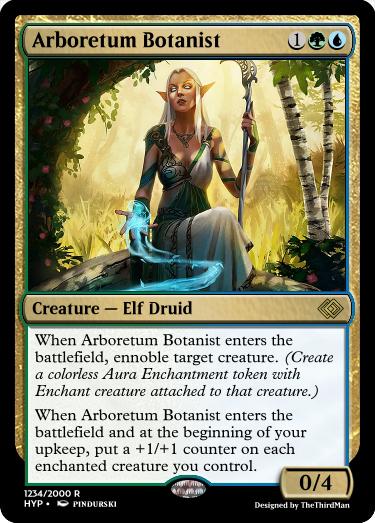 Arboretum Botanist 1
Creature — Elf Druid
When Arboretum Botanist enters the
battlefield, ennoble target creature. (Create
a colorless Aura Enchantment token with
Enchant creature attached to that creature.)
When Arboretum Botanist enters the
battlefield and at the beginning of your
upkeep, put a +1/+1 counter on each
enchanted creature you control.
0/4
1234/2000 R
HYP • PINDURSKI
Designed by TheThirdMan